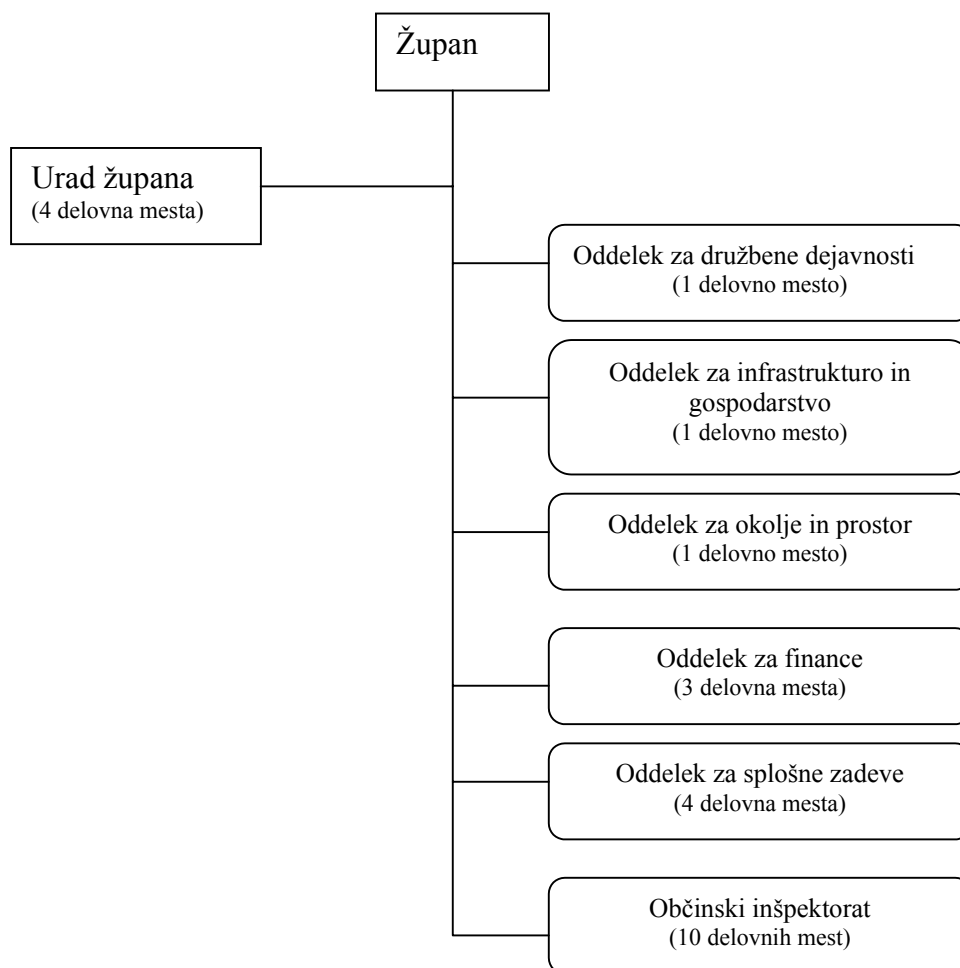 Župan
Urad župana
(4 delovna mesta)
Oddelek za družbene dejavnosti
(1 delovno mesto)
Oddelek za infrastrukturo in
gospodarstvo
(1 delovno mesto)
Oddelek za okolje in prostor
(1 delovno mesto)
Oddelek za finance
(3 delovna mesta)
Oddelek za splošne zadeve
(4 delovna mesta)
Občinski inšpektorat
(10 delovnih mest)